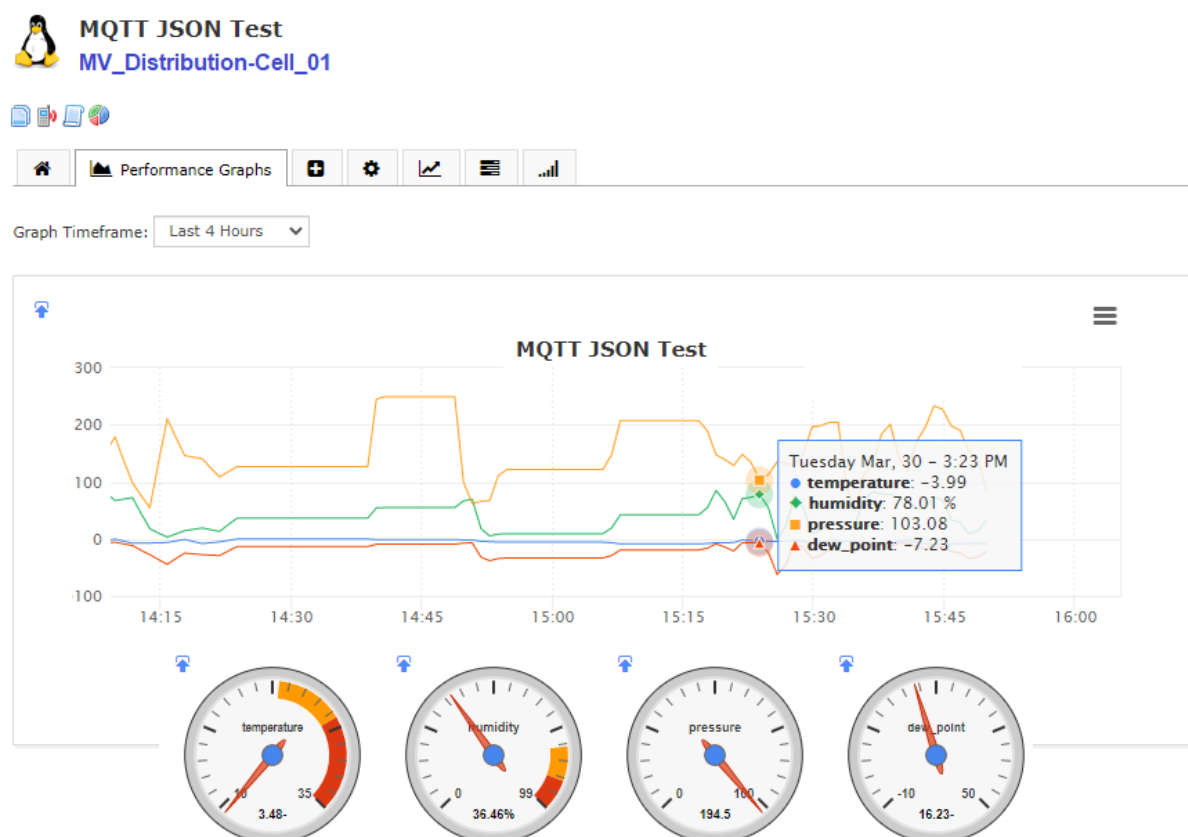 MQTT JSON Test
MV_Distribution-Cell_01
Performance Graphs
Graph Timeframe: Last 4 Hours
MQTT JSON Test
300
200
100
0
-100
14:15 14:30 14:45 15:00 15:15 15:30 15:45 16:00
Tuesday Mar, 30 - 3:23 PM
temperature: -3.99
humidity: 78.01 %
pressure: 103.08
dew_point: -7.23
temperature
10 35
3.48-
humidity
0 99
36.46%
pressure
0 100
194.5
dew_point
-10 50
16.23-